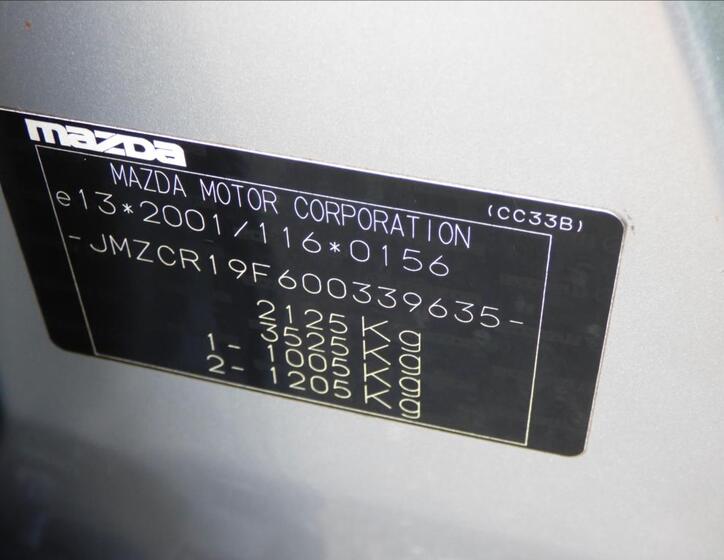 mazda
MAZDA MOTOR CORPORATION
(CC33B)
e13*2001/116*0156
-JMZCR19F600339635-
2125 Kg
3525 Kg
1- 1005 Kg
2- 1205 Kg